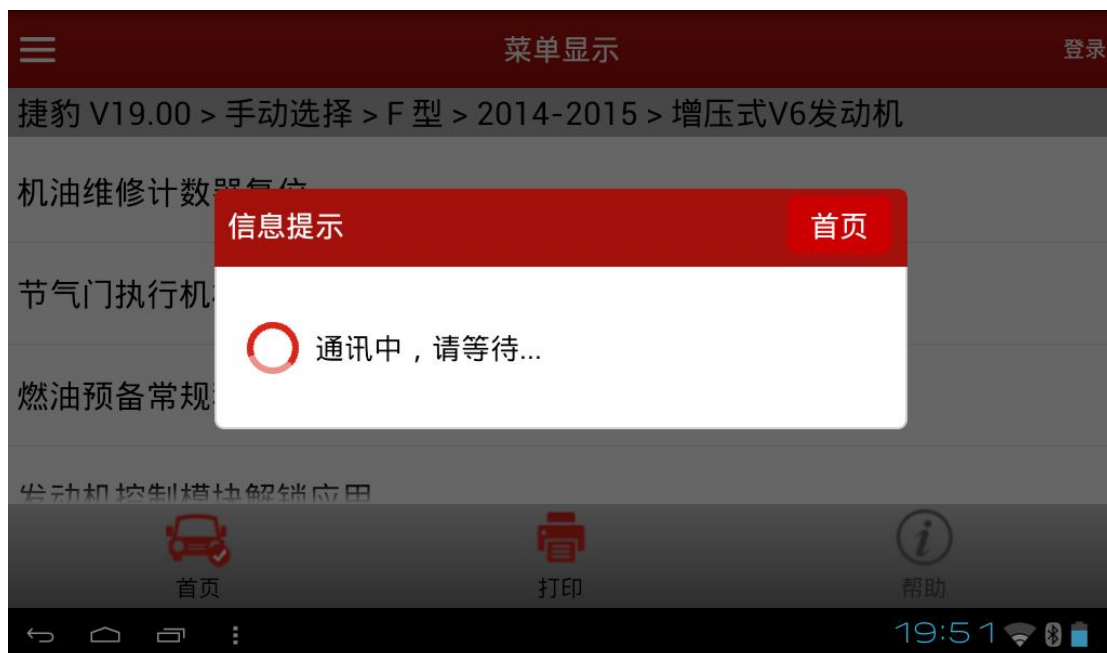 菜单显示
登录
捷豹 V19.00 > 手动选择 > F 型 > 2014-2015 > 增压式V6发动机
机油维修计数器复位
信息提示
首页
节气门执行机
通讯中，请等待...
燃油预备常规
发动机控制模块解锁应用
首页
打印
帮助
19:51